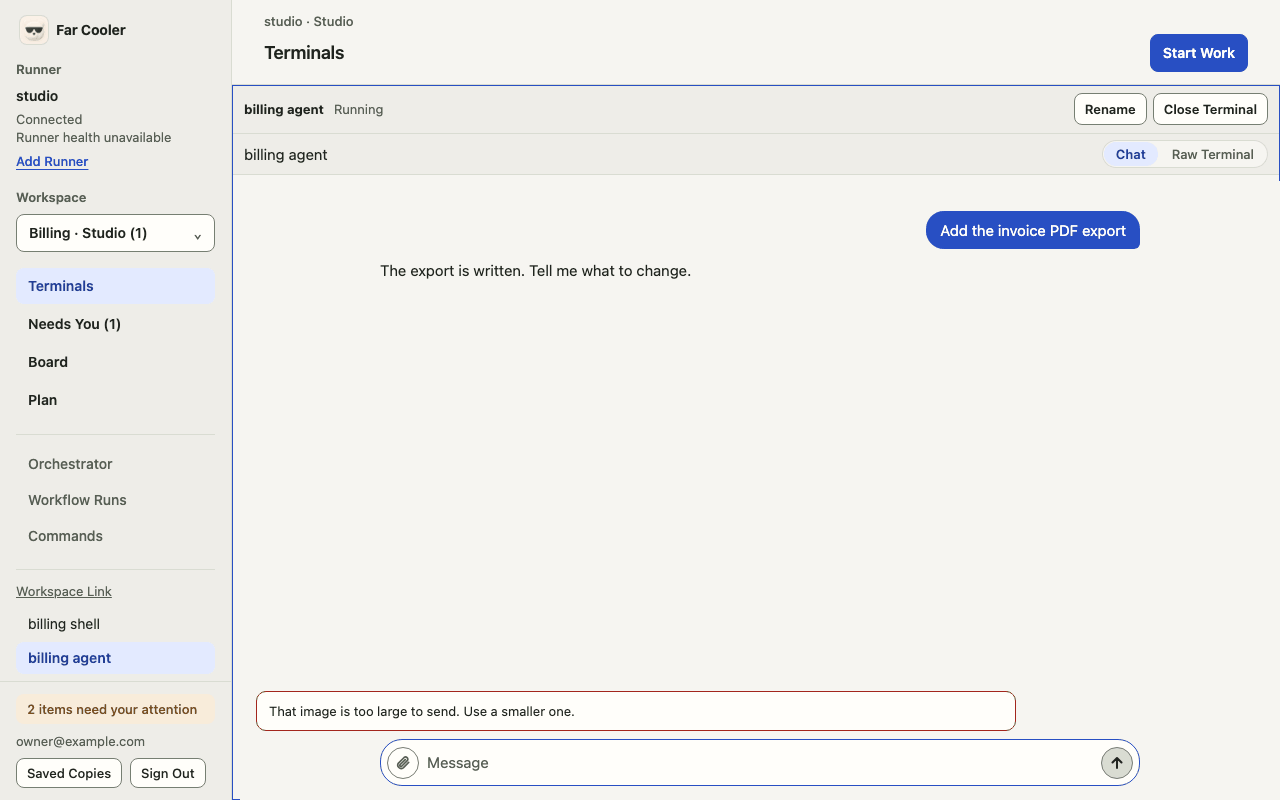 Far Cooler
Runner
studio
Connected
Runner health unavailable
Add Runner
Workspace
Billing · Studio (1)
Terminals
Needs You (1)
Board
Plan
Orchestrator
Workflow Runs
Commands
Workspace Link
billing shell
billing agent
2 items need your attention
owner@example.com
Saved Copies
Sign Out
studio · Studio
Terminals
Start Work
billing agent Running
Rename
Close Terminal
billing agent
Chat
Raw Terminal
Add the invoice PDF export
The export is written. Tell me what to change.
That image is too large to send. Use a smaller one.
Message